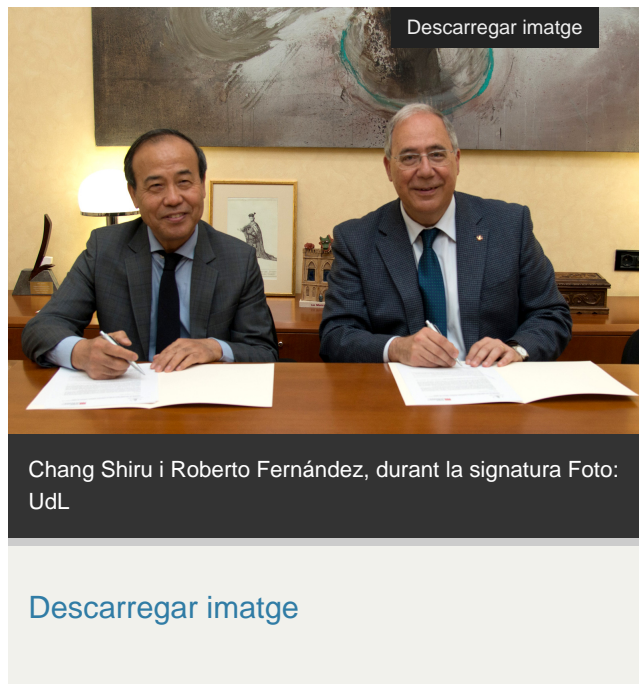 Descarregar imatge
Chang Shiru i Roberto Fernández, durant la signatura Foto:
UdL
Descarregar imatge